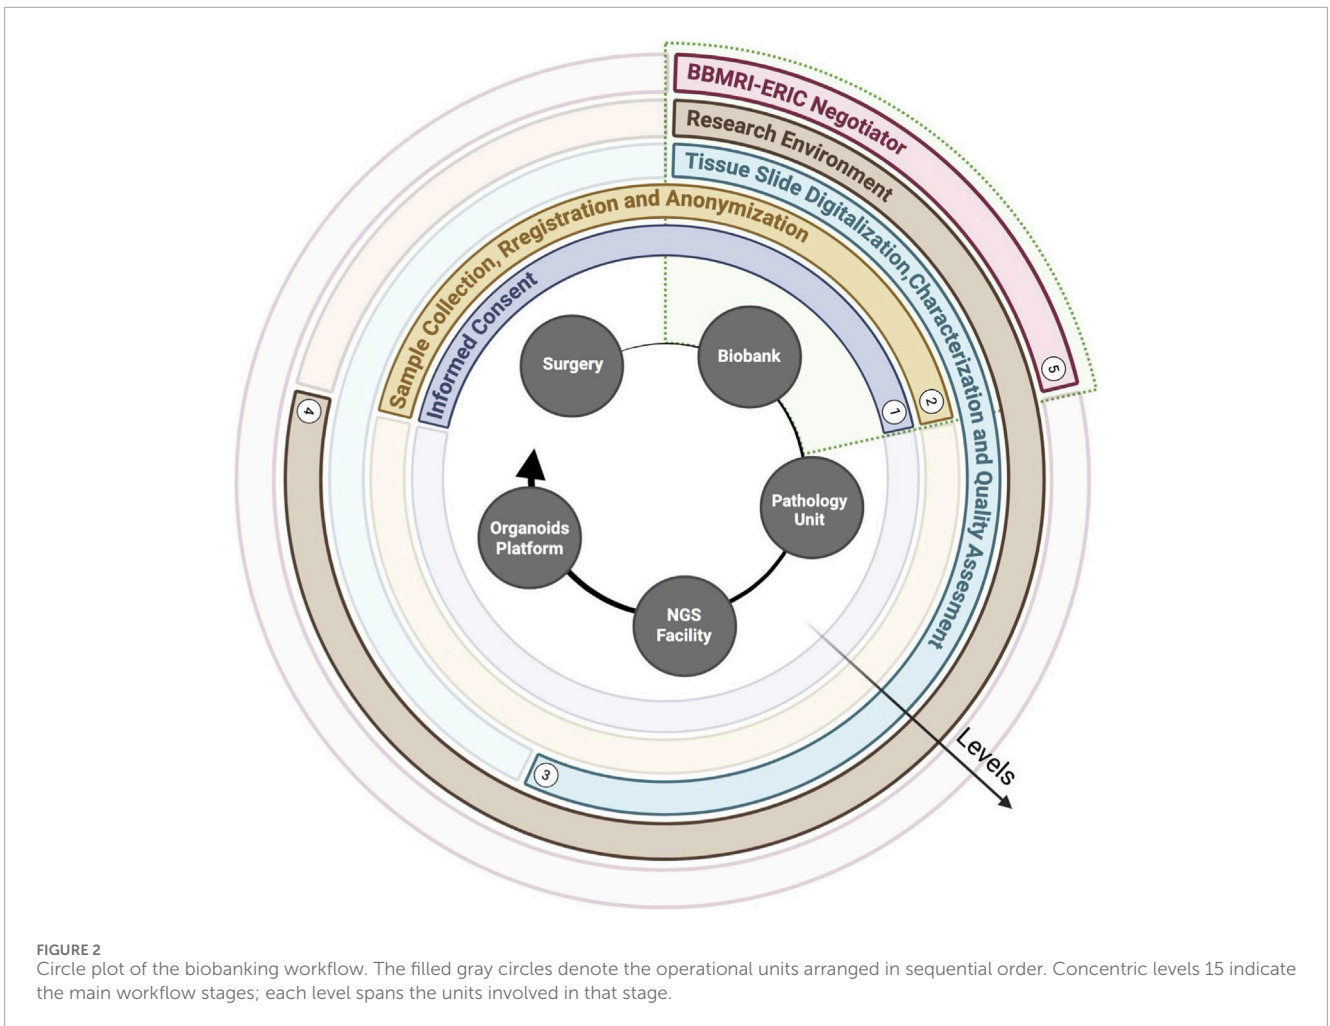 BBMRI-ERIC Negotiator
Research Environment
Tissue Slide Digitalization,Characterization and Quality Assesment
Sample Collection, Rregistration and Anonymization
Informed Consent
Surgery
Biobank
Pathology
Unit
NGS
Facility
Organoids
Platform
1
2
3
4
5
Levels
FIGURE 2
Circle plot of the biobanking workflow. The filled gray circles denote the operational units arranged in sequential order. Concentric levels 15 indicate
the main workflow stages; each level spans the units involved in that stage.